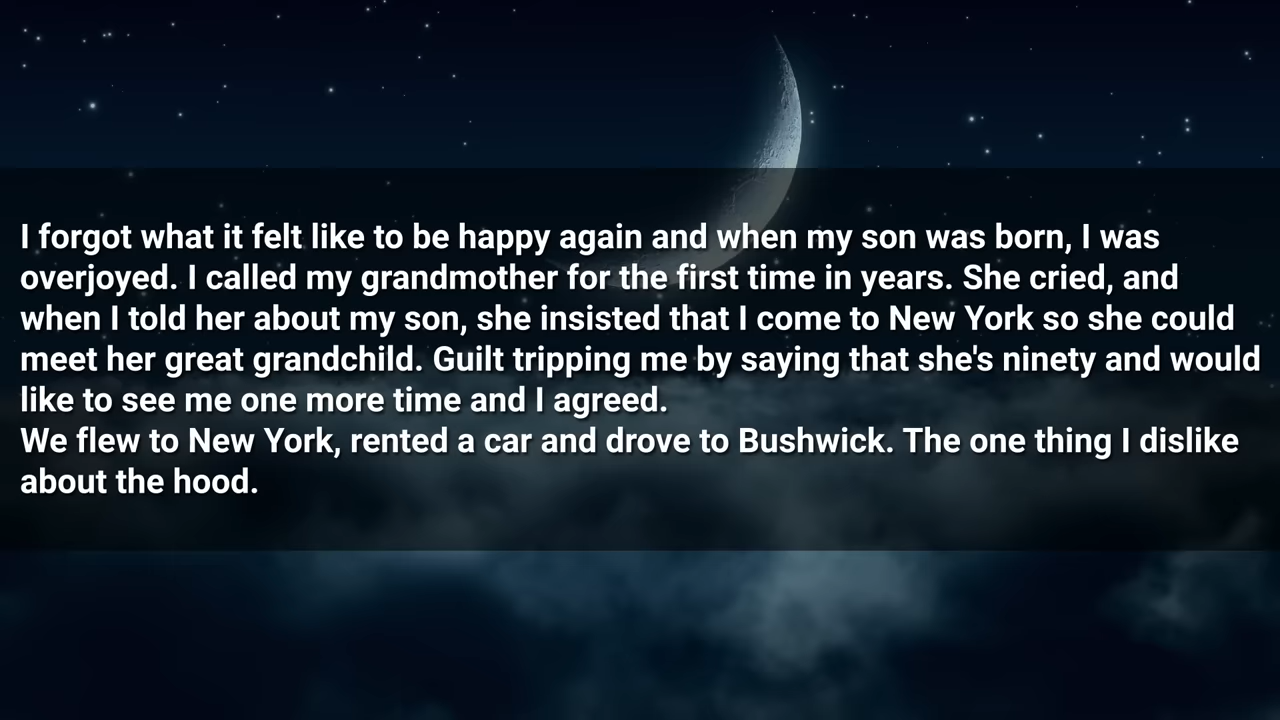 I forgot what it felt like to be happy again and when my son was born, I was
overjoyed. I called my grandmother for the first time in years. She cried, and
when I told her about my son, she insisted that I come to New York so she could
meet her great grandchild. Guilt tripping me by saying that she's ninety and would
like to see me one more time and I agreed.
We flew to New York, rented a car and drove to Bushwick. The one thing I dislike
about the hood.